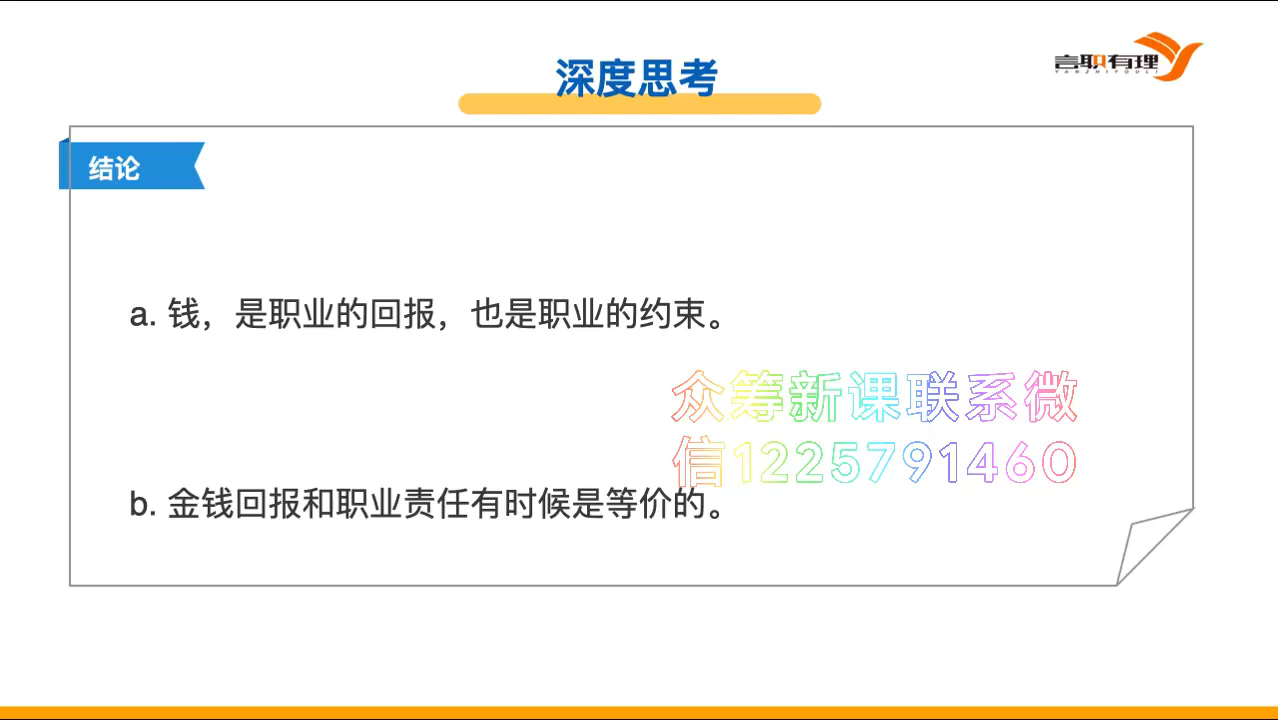 深度思考
言职有理
YANZHIYOULI
结论
a. 钱，是职业的回报，也是职业的约束。
众筹新课联系微
信1225791460
b. 金钱回报和职业责任有时候是等价的。